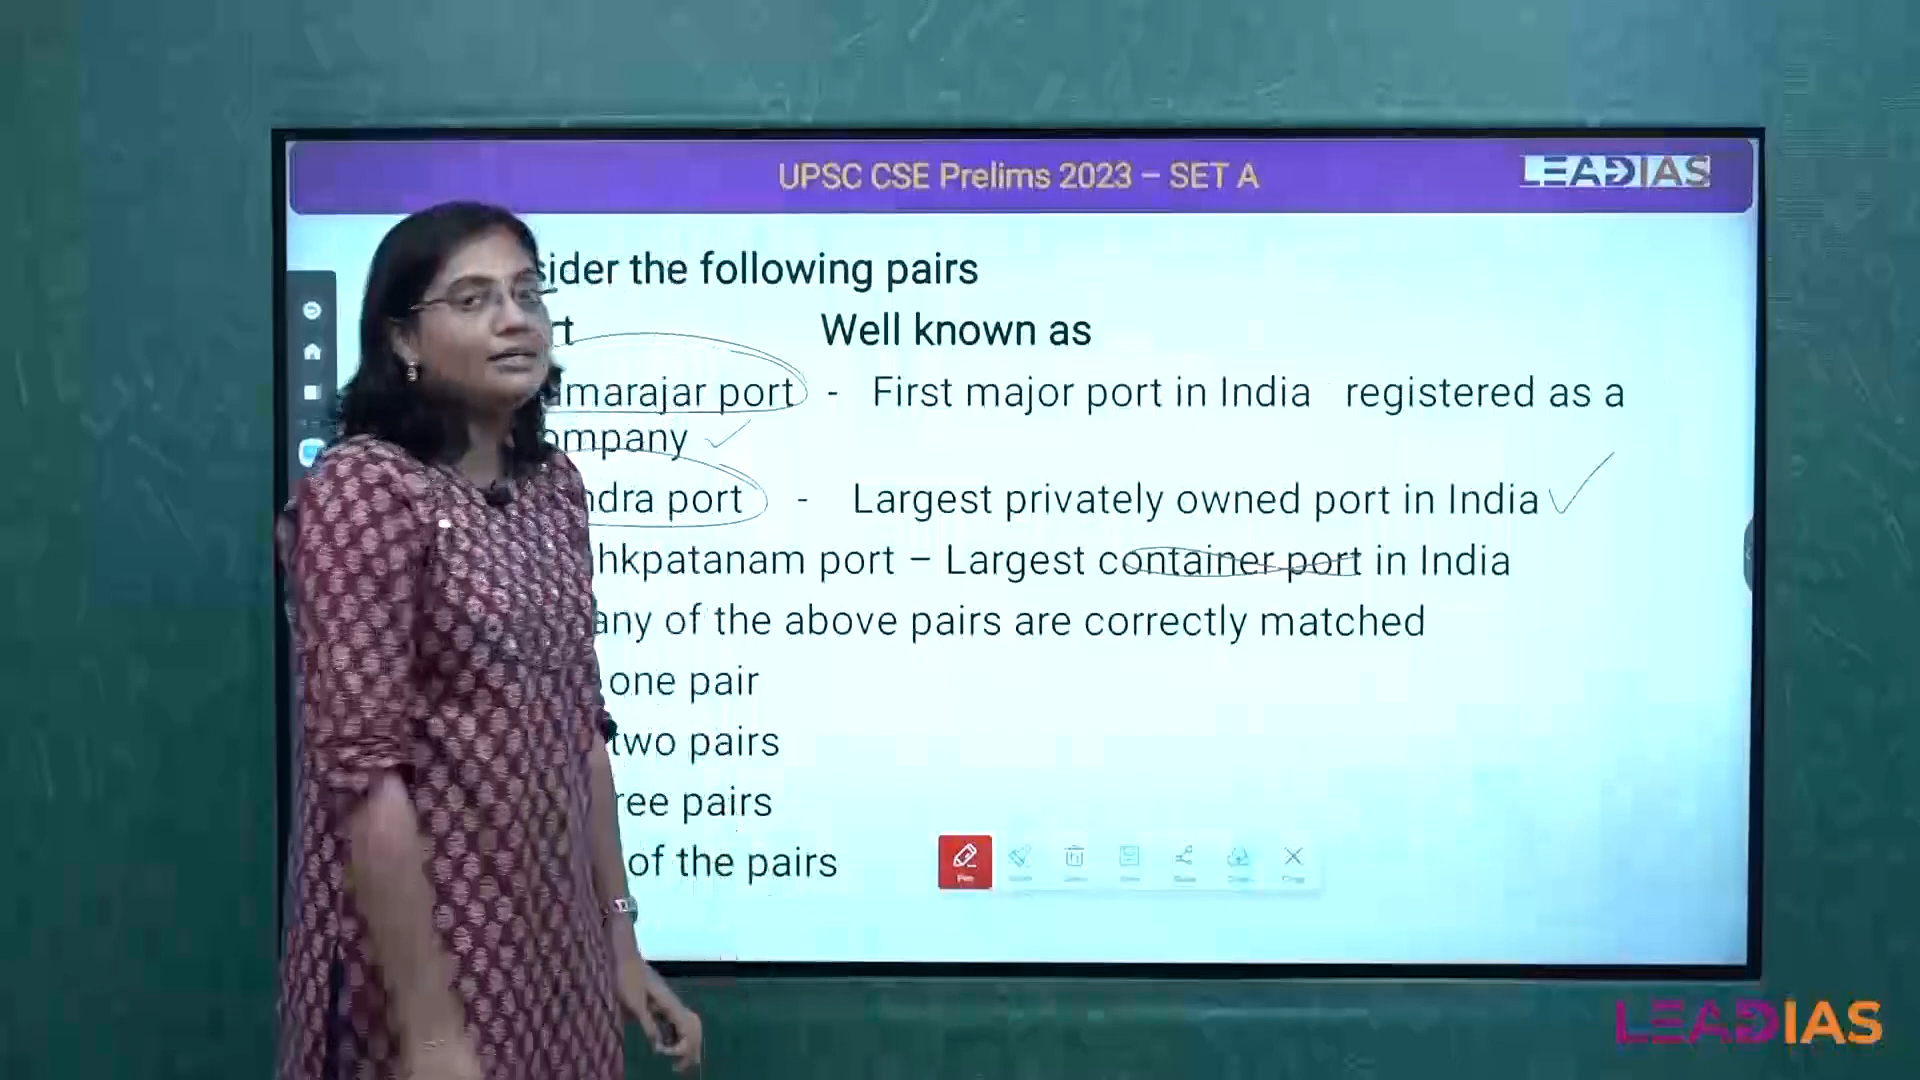 UPSC CSE Prelims 2023 – SET A
LEADIAS
sider the following pairs
rt Well known as
marajar port - First major port in India registered as a
ompany
ndra port - Largest privately owned port in India
hkpatanam port – Largest container port in India
any of the above pairs are correctly matched
one pair
two pairs
ree pairs
of the pairs
LEADIAS